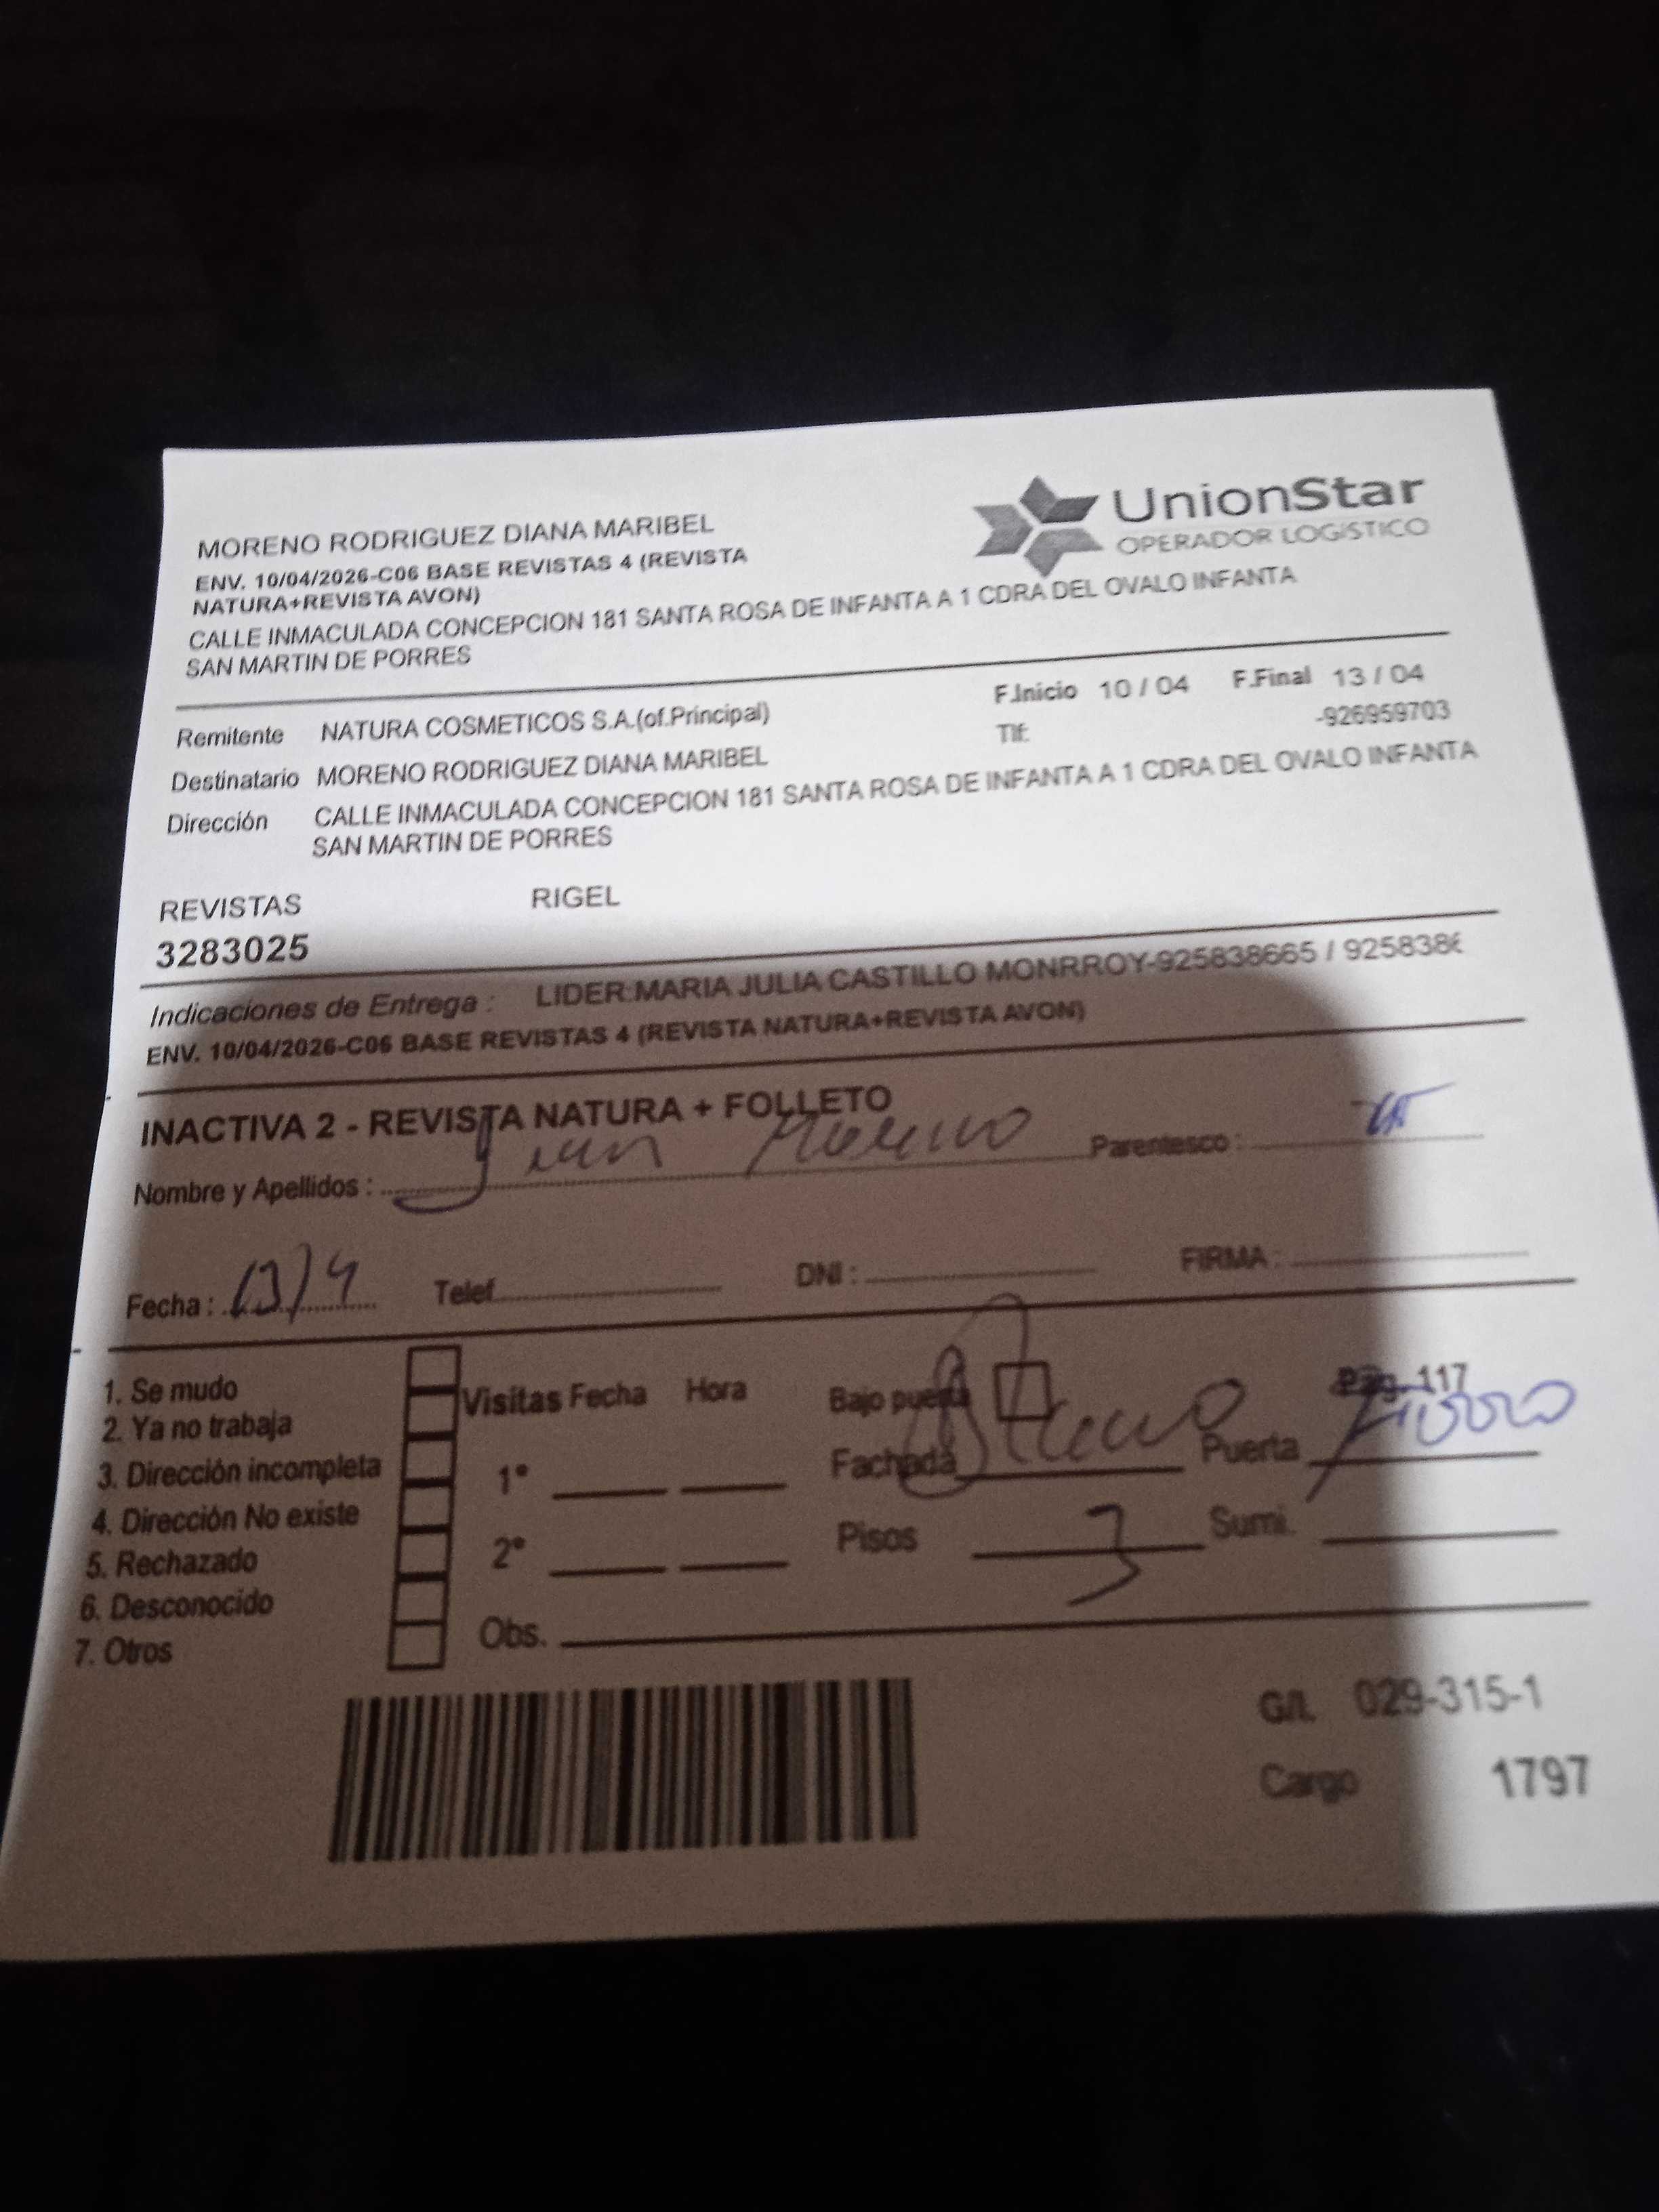 UnionStar
OPERADOR LOGÍSTICO
MORENO RODRIGUEZ DIANA MARIBEL
ENV. 10/04/2026-C06 BASE REVISTAS 4 (REVISTA
NATURA+REVISTA AVON)
CALLE INMACULADA CONCEPCION 181 SANTA ROSA DE INFANTA A 1 CDRA DEL OVALO INFANTA
SAN MARTIN DE PORRES
F.Inicio 10 / 04 F.Final 13 / 04
Remitente NATURA COSMETICOS S.A.(of.Principal)
Tlf: -926959703
Destinatario MORENO RODRIGUEZ DIANA MARIBEL
Dirección CALLE INMACULADA CONCEPCION 181 SANTA ROSA DE INFANTA A 1 CDRA DEL OVALO INFANTA
SAN MARTIN DE PORRES
REVISTAS RIGEL
3283025
Indicaciones de Entrega : LIDER:MARIA JULIA CASTILLO MONRROY-925838665 / 925838
ENV. 10/04/2026-C06 BASE REVISTAS 4 (REVISTA NATURA+REVISTA AVON)
INACTIVA 2 - REVISTA NATURA + FOLLETO
Nombre y Apellidos : Moreno Parentesco :
Fecha : 13/4 Telef. DNI : FIRMA :
1. Se mudo
2. Ya no trabaja
3. Dirección incompleta
4. Dirección No existe
5. Rechazado
6. Desconocido
7. Otros
Visitas Fecha Hora
1°
2°
Obs.
Bajo puerta Pág. 117
Fachada Puerta
Pisos 3 Sumi.
G/L 029-315-1
Cargo 1797